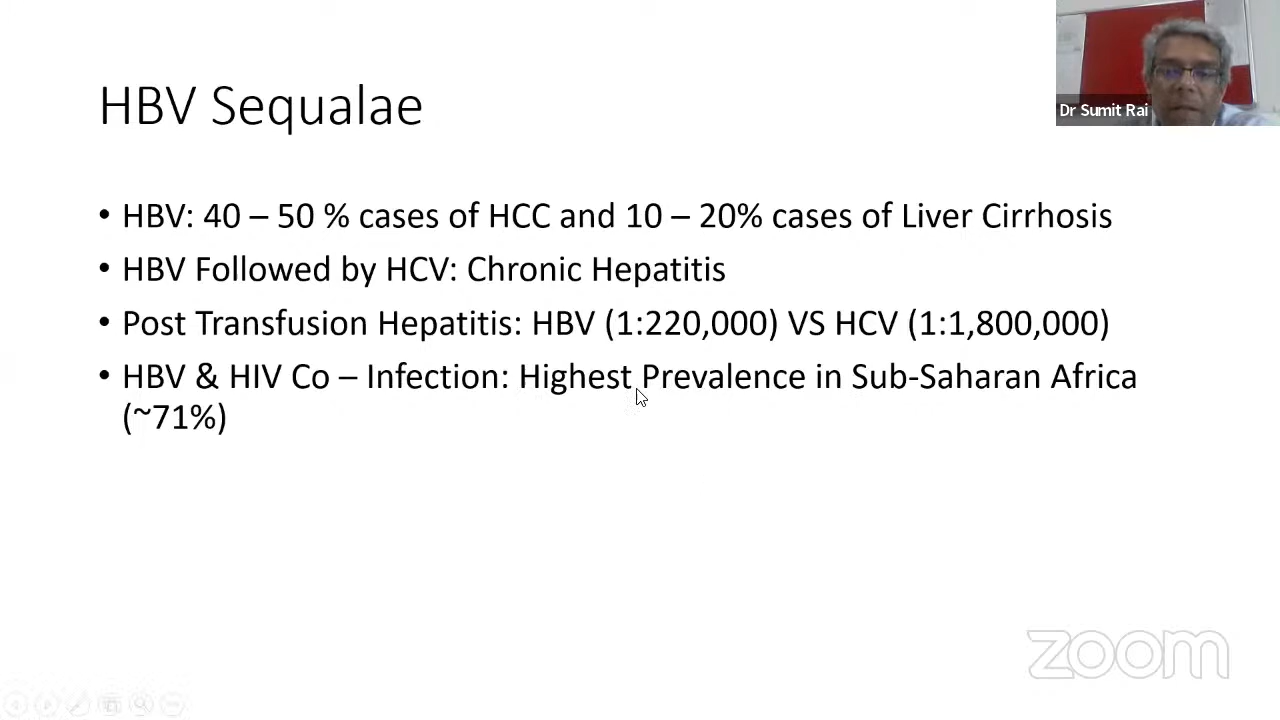 HBV Sequalae
Dr Sumit Rai
• HBV: 40 – 50 % cases of HCC and 10 – 20% cases of Liver Cirrhosis
• HBV Followed by HCV: Chronic Hepatitis
• Post Transfusion Hepatitis: HBV (1:220,000) VS HCV (1:1,800,000)
• HBV & HIV Co – Infection: Highest Prevalence in Sub-Saharan Africa
(~71%)
zoom